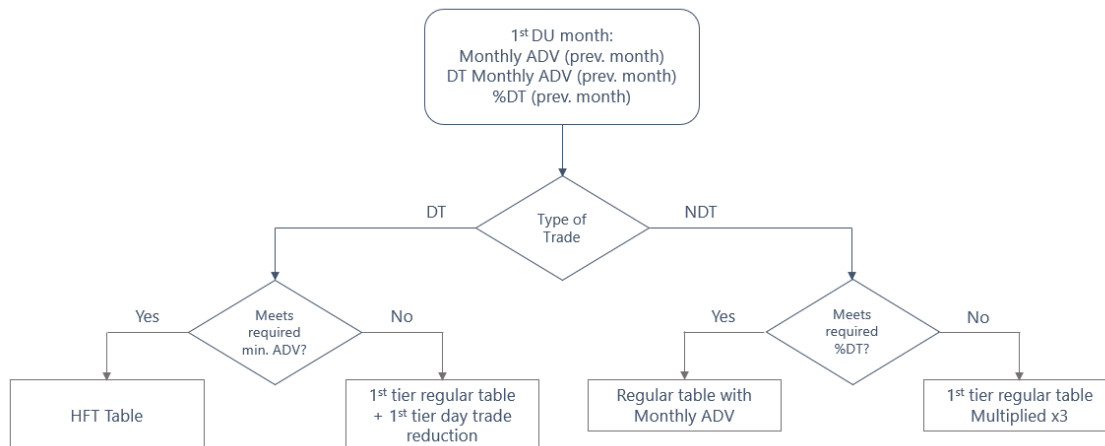 1st DU month:
Monthly ADV (prev. month)
DT Monthly ADV (prev. month)
%DT (prev. month)
DT
Type of
Trade
NDT
Yes
Meets
required
min. ADV?
No
Yes
Meets
required
%DT?
No
HFT Table
1st tier regular table
+ 1st tier day trade
reduction
Regular table with
Monthly ADV
1st tier regular table
Multiplied x3